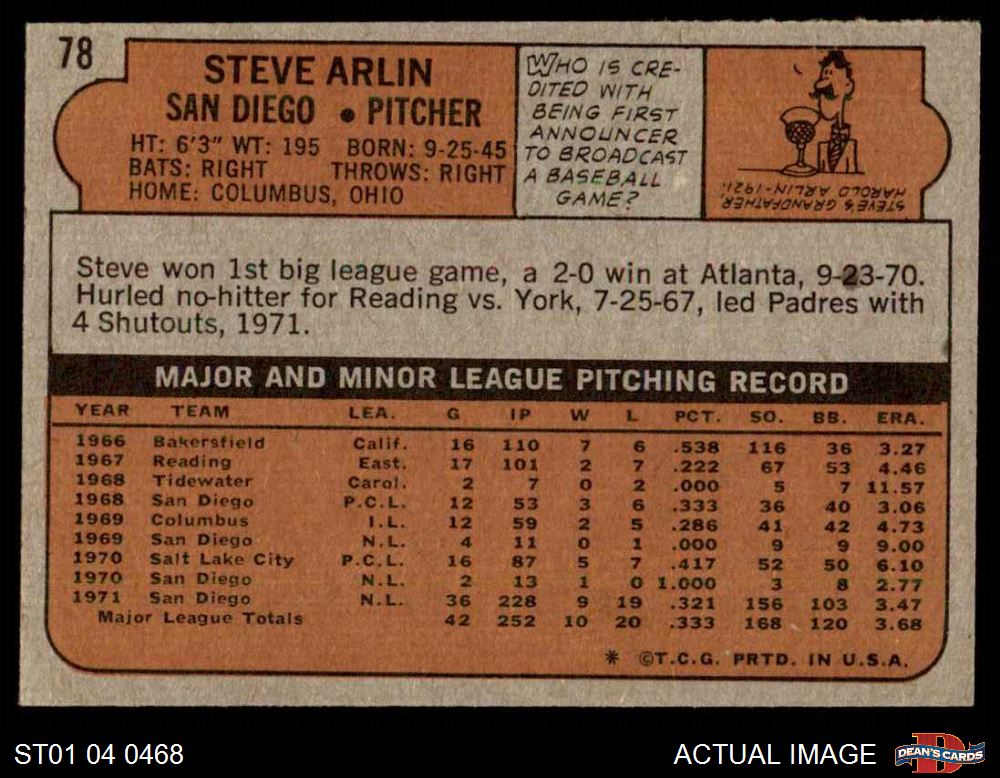 78
STEVE ARLIN
SAN DIEGO • PITCHER
HT: 6'3" WT: 195 BORN: 9-25-45
BATS: RIGHT THROWS: RIGHT
HOME: COLUMBUS, OHIO
WHO IS CRE-
DITED WITH
BEING FIRST
ANNOUNCER
TO BROADCAST
A BASEBALL
GAME?
STEVE'S GRANDFATHER
HAROLD ARLIN-1921.
Steve won 1st big league game, a 2-0 win at Atlanta, 9-23-70.
Hurled no-hitter for Reading vs. York, 7-25-67, led Padres with
4 Shutouts, 1971.
MAJOR AND MINOR LEAGUE PITCHING RECORD
YEAR TEAM LEA. G IP W L PCT. SO. BB. ERA.
1966 Bakersfield Calif. 16 110 7 6 .538 116 36 3.27
1967 Reading East. 17 101 2 7 .222 67 53 4.46
1968 Tidewater Carol. 2 7 0 2 .000 5 7 11.57
1968 San Diego P.C.L. 12 53 3 6 .333 36 40 3.06
1969 Columbus I.L. 12 59 2 5 .286 41 42 4.73
1969 San Diego N.L. 4 11 0 1 .000 9 9 9.00
1970 Salt Lake City P.C.L. 16 87 5 7 .417 52 50 6.10
1970 San Diego N.L. 2 13 1 0 1.000 3 8 2.77
1971 San Diego N.L. 36 228 9 19 .321 156 103 3.47
Major League Totals 42 252 10 20 .333 168 120 3.68
* ©T.C.G. PRTD. IN U.S.A.
ST01 04 0468
ACTUAL IMAGE
D
DEAN'S CARDS